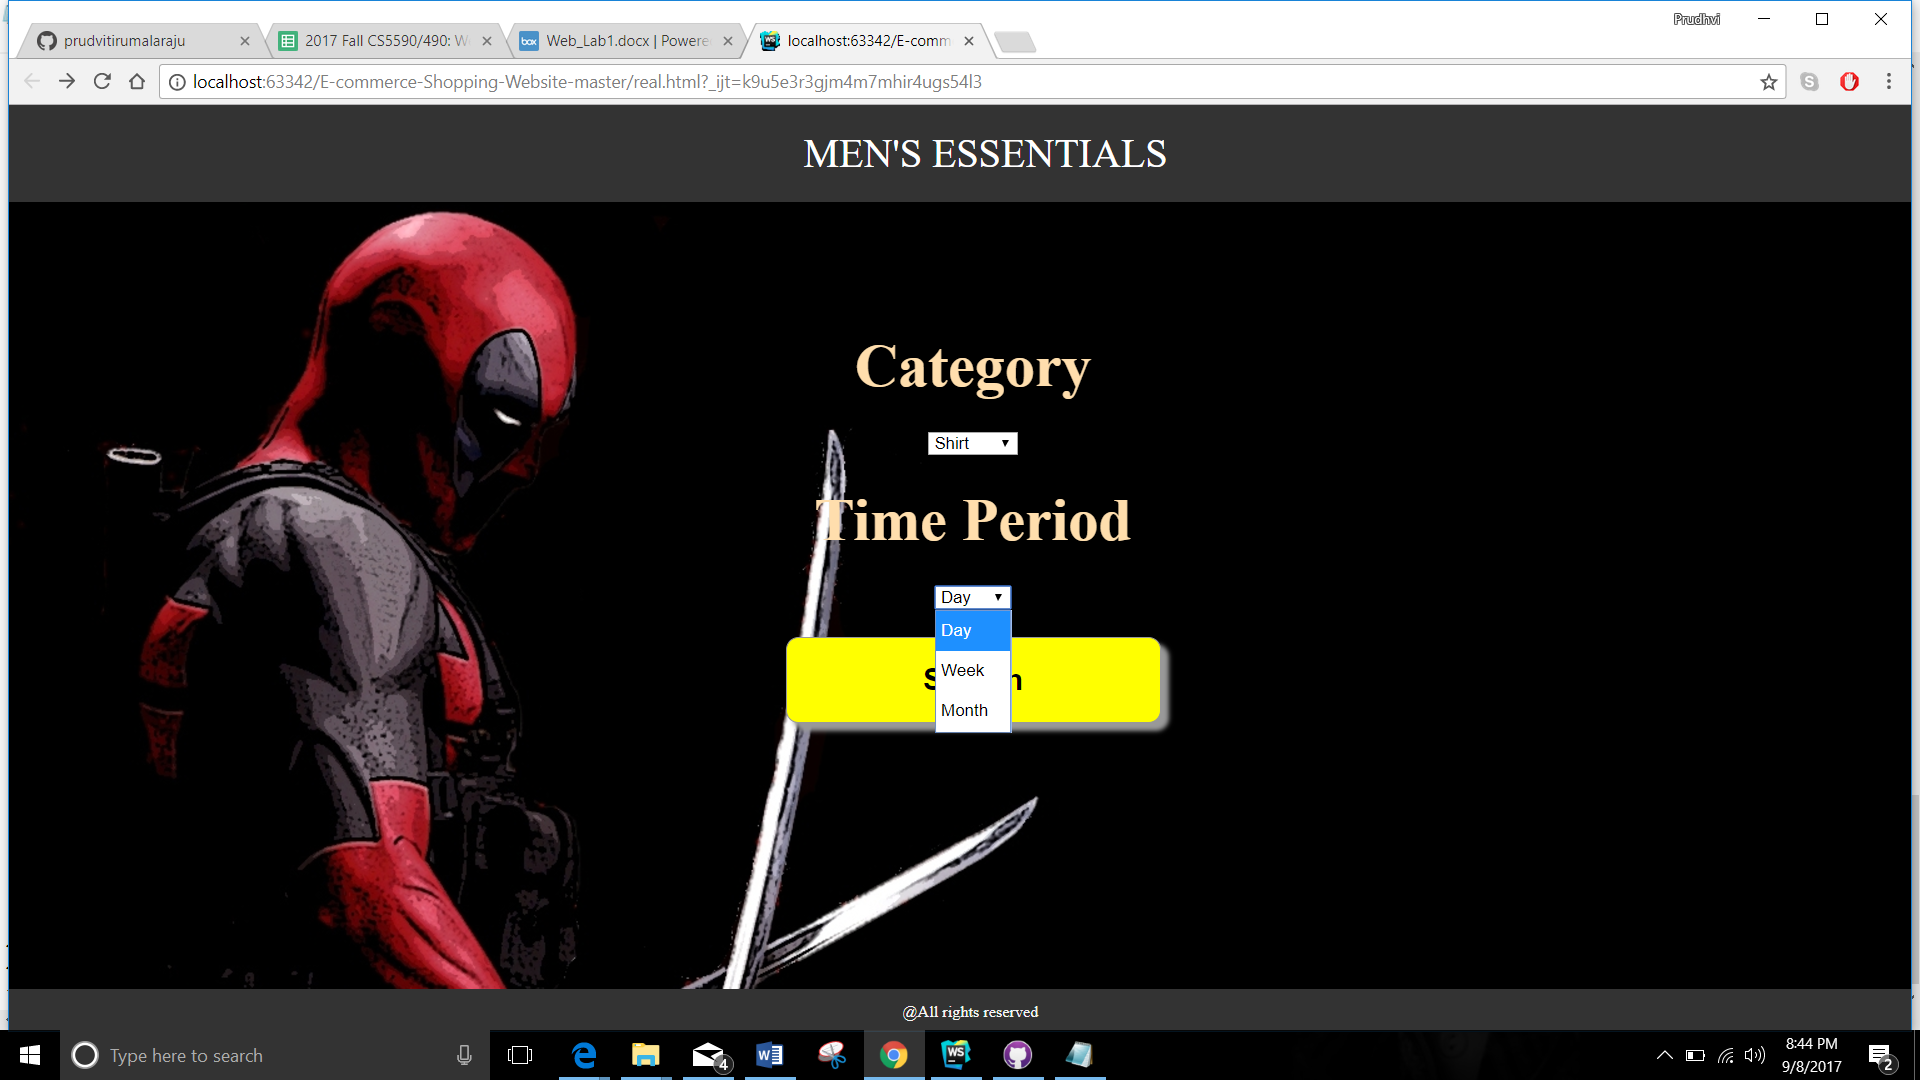 Prudhvi
prudvitirumalaraju
2017 Fall CS5590/490: We
Web_Lab1.docx | Powere
localhost:63342/E-comm
localhost:63342/E-commerce-Shopping-Website-master/real.html?_ijt=k9u5e3r3gjm4m7mhir4ugs54l3
MEN'S ESSENTIALS
Category
Shirt
Time Period
Day
Day
Week
Month
@All rights reserved
Type here to search
4
8:44 PM
9/8/2017
2